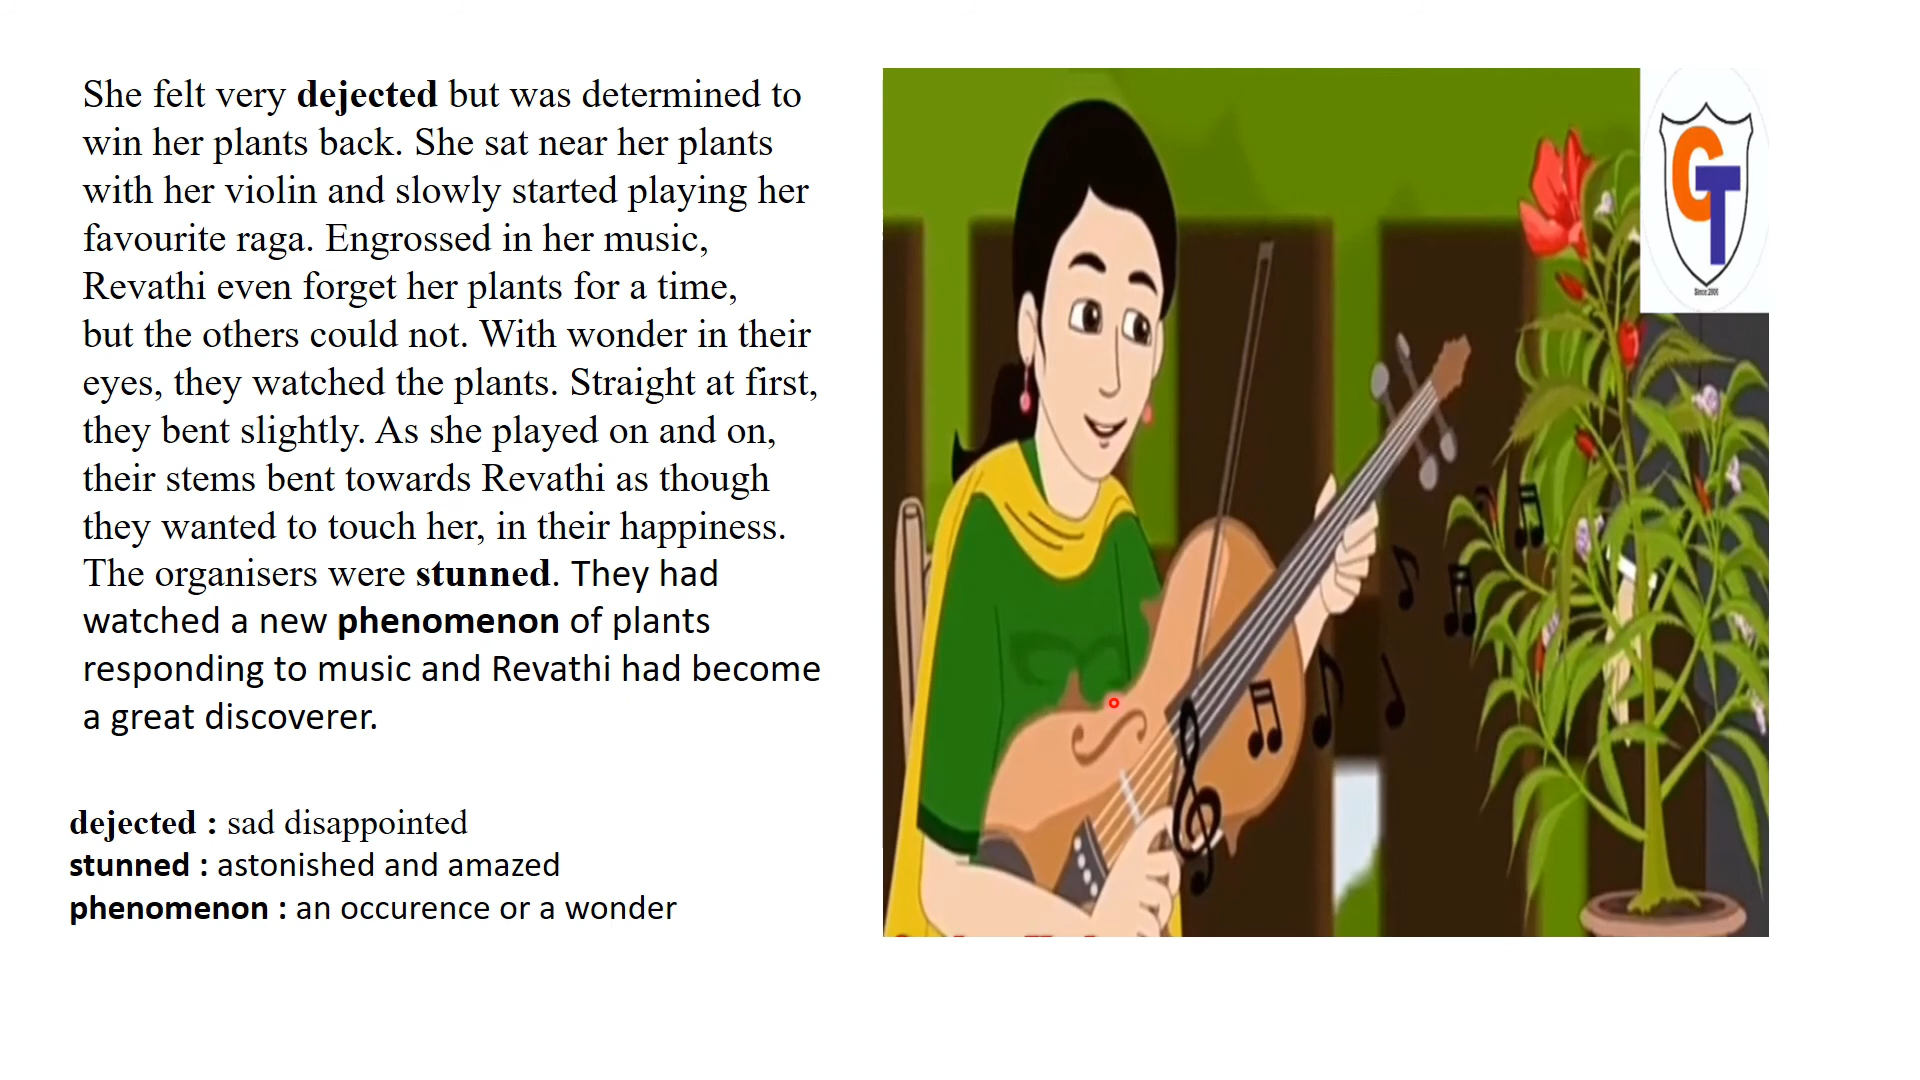 She felt very dejected but was determined to
win her plants back. She sat near her plants
with her violin and slowly started playing her
favourite raga. Engrossed in her music,
Revathi even forget her plants for a time,
but the others could not. With wonder in their
eyes, they watched the plants. Straight at first,
they bent slightly. As she played on and on,
their stems bent towards Revathi as though
they wanted to touch her, in their happiness.
The organisers were stunned. They had
watched a new phenomenon of plants
responding to music and Revathi had become
a great discoverer.
dejected : sad disappointed
stunned : astonished and amazed
phenomenon : an occurence or a wonder
GT
Since:2006